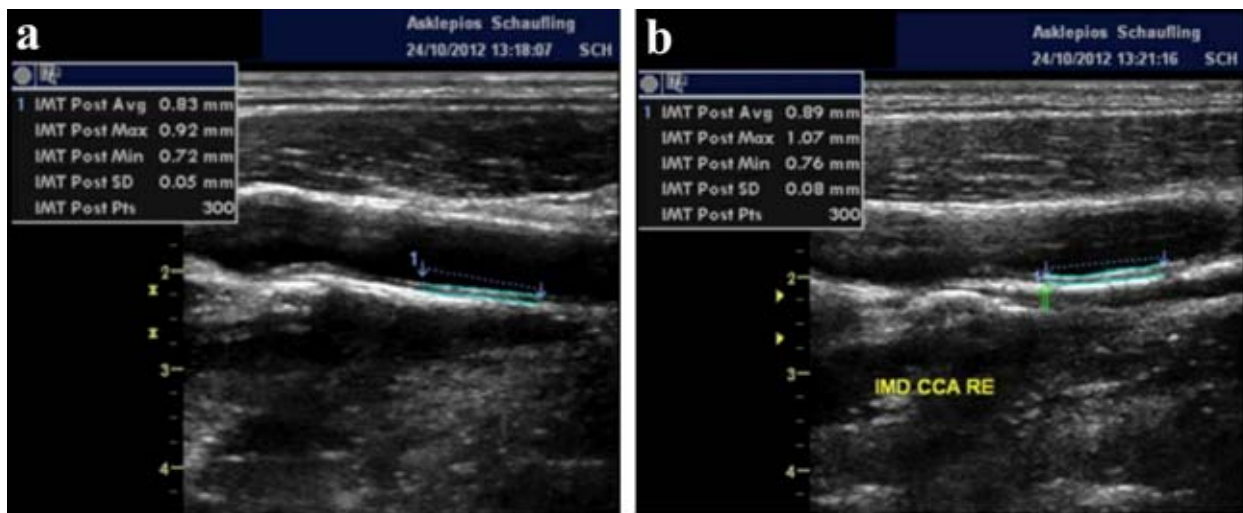 a
Asklepios Schaufling
24/10/2012 13:18:07 SCH
1 IMT Post Avg 0.83 mm
IMT Post Max 0.92 mm
IMT Post Min 0.72 mm
IMT Post SD 0.05 mm
IMT Post Pts 300
1
2
3
4
b
Asklepios Schaufling
24/10/2012 13:21:16 SCH
1 IMT Post Avg 0.89 mm
IMT Post Max 1.07 mm
IMT Post Min 0.76 mm
IMT Post SD 0.08 mm
IMT Post Pts 300
1
2
3
IMD CCA RE
4